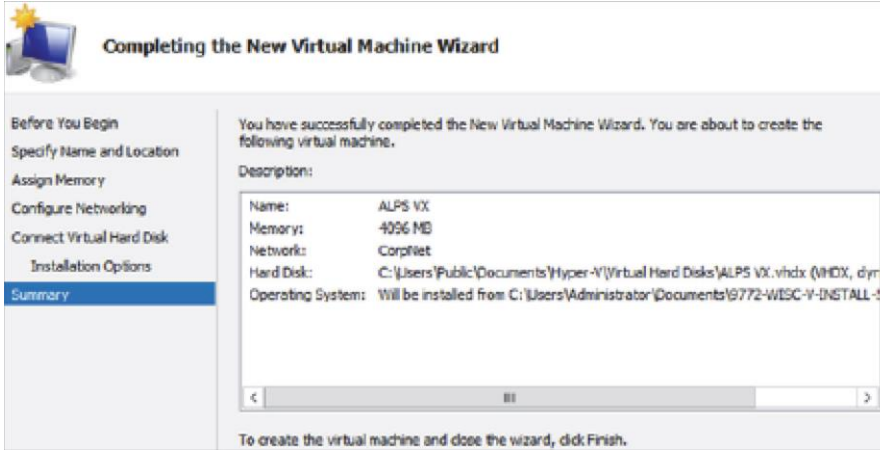 Completing the New Virtual Machine Wizard
Before You Begin
Specify Name and Location
Assign Memory
Configure Networking
Connect Virtual Hard Disk
Installation Options
Summary
You have successfully completed the New Virtual Machine Wizard. You are about to create the
following virtual machine.
Description:
Name: ALPS VX
Memory: 4096 MB
Network: CorpNet
Hard Disk: C:\Users\Public\Documents\Hyper-V\Virtual Hard Disks\ALPS VX.vhdx (VHDX,
Operating System: Will be installed from C:\Users\Administrator\Documents\9772-WISC-V-INSTALL-
To create the virtual machine and close the wizard, click Finish.